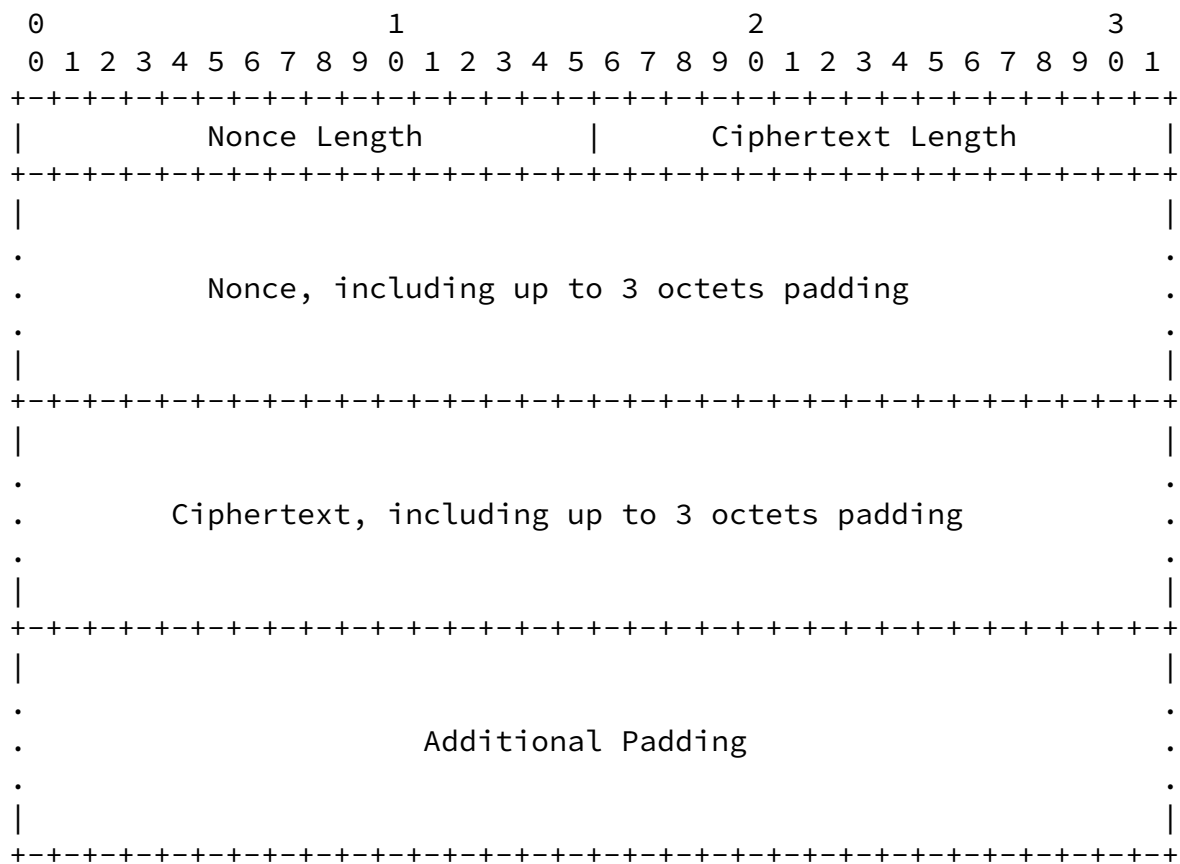 0                   1                   2                   3
 0 1 2 3 4 5 6 7 8 9 0 1 2 3 4 5 6 7 8 9 0 1 2 3 4 5 6 7 8 9 0 1
+-+-+-+-+-+-+-+-+-+-+-+-+-+-+-+-+-+-+-+-+-+-+-+-+-+-+-+-+-+-+-+-+
|          Nonce Length         |      Ciphertext Length        |
+-+-+-+-+-+-+-+-+-+-+-+-+-+-+-+-+-+-+-+-+-+-+-+-+-+-+-+-+-+-+-+-+
|                                                               |
.                                                               .
.          Nonce, including up to 3 octets padding              .
.                                                               .
|                                                               |
+-+-+-+-+-+-+-+-+-+-+-+-+-+-+-+-+-+-+-+-+-+-+-+-+-+-+-+-+-+-+-+-+
|                                                               |
.                                                               .
.        Ciphertext, including up to 3 octets padding           .
.                                                               .
|                                                               |
+-+-+-+-+-+-+-+-+-+-+-+-+-+-+-+-+-+-+-+-+-+-+-+-+-+-+-+-+-+-+-+-+
|                                                               |
.                                                               .
.                      Additional Padding                       .
.                                                               .
|                                                               |
+-+-+-+-+-+-+-+-+-+-+-+-+-+-+-+-+-+-+-+-+-+-+-+-+-+-+-+-+-+-+-+-+